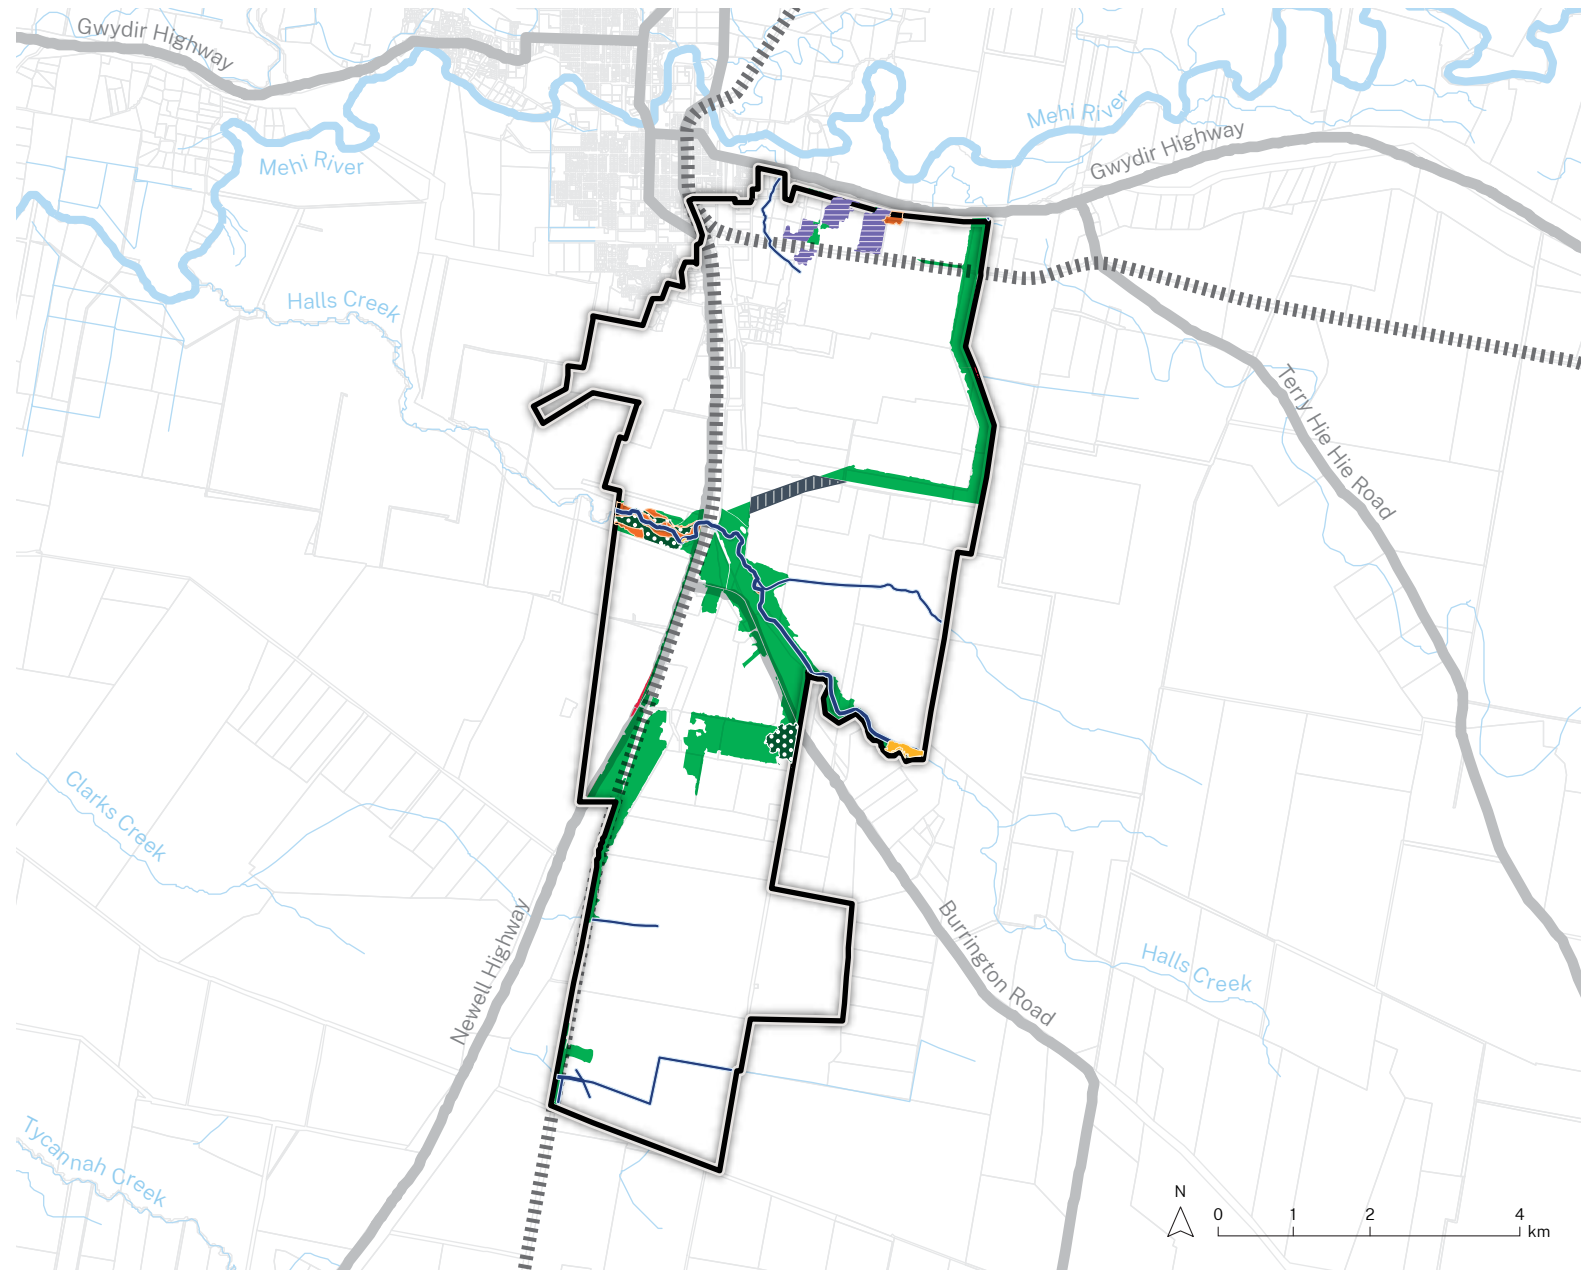 Gwydir Highway
Mehi River
Mehi River
Gwydir Highway
Halls Creek
Terry Hie Hie Road
Clarks Creek
Newell Highway
Burrington Road
Halls Creek
Tycannah Creek
N
0 1 2 4
km